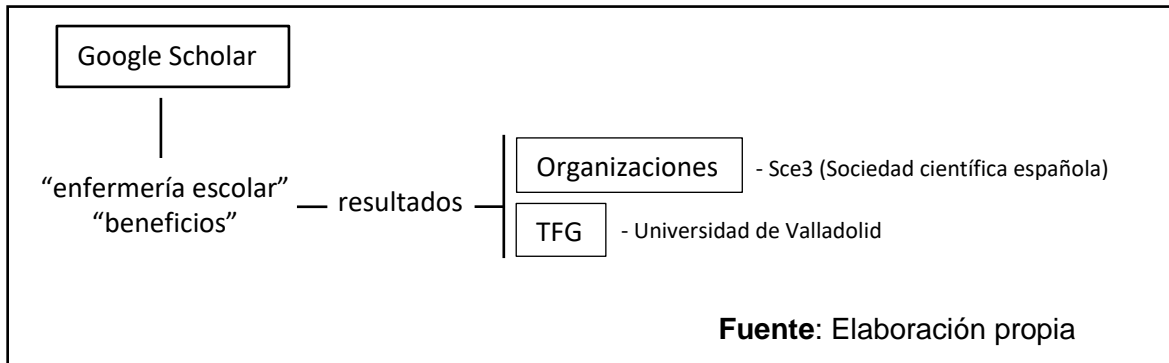 Google Scholar
“enfermería escolar”
“beneficios”
resultados
Organizaciones - Sce3 (Sociedad científica española)
TFG - Universidad de Valladolid
Fuente: Elaboración propia